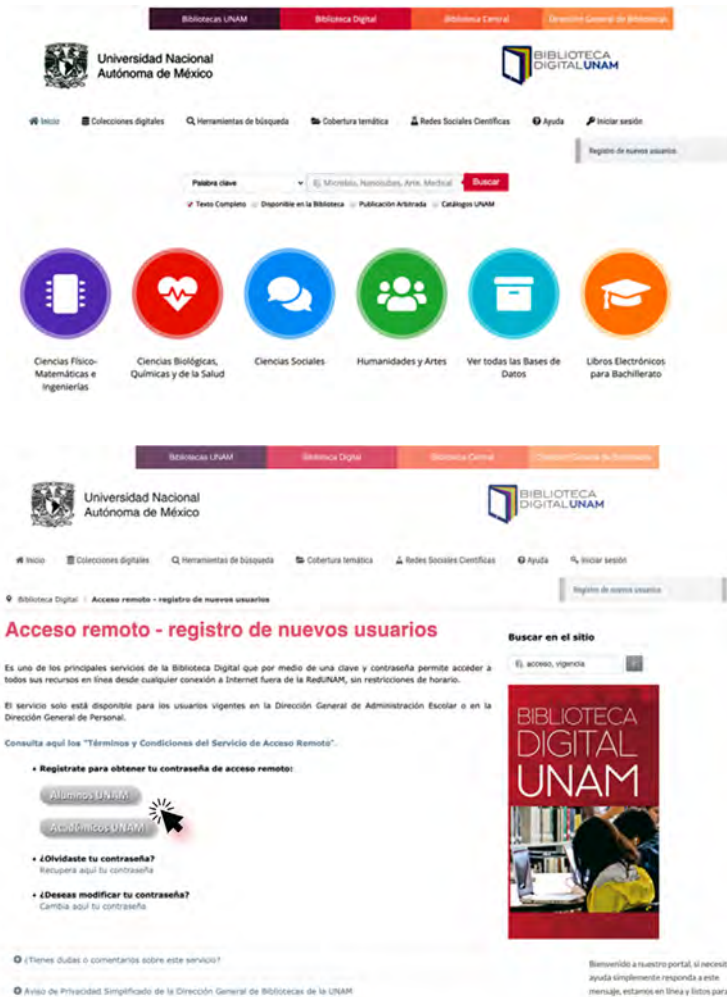 Bibliotecas UNAM
Biblioteca Digital
Biblioteca Central
Dirección General de Bibliotecas
Universidad Nacional
Autónoma de México
BIBLIOTECA
DIGITALUNAM
Inicio
Colecciones digitales
Herramientas de búsqueda
Cobertura temática
Redes Sociales Científicas
Ayuda
Iniciar sesión
Registro de nuevos usuarios
Palabra clave
Ej. Microbio, Nanotubes, Arte, Medical
Buscar
Texto Completo
Disponible en la Biblioteca
Publicación Arbitrada
Catálogos UNAM
Ciencias Físico-
Matemáticas e
Ingenierías
Ciencias Biológicas,
Químicas y de la Salud
Ciencias Sociales
Humanidades y Artes
Ver todas las Bases de
Datos
Libros Electrónicos
para Bachillerato
Bibliotecas UNAM
Biblioteca Digital
Biblioteca Central
Dirección General de Bibliotecas
Universidad Nacional
Autónoma de México
BIBLIOTECA
DIGITALUNAM
Inicio
Colecciones digitales
Herramientas de búsqueda
Cobertura temática
Redes Sociales Científicas
Ayuda
Iniciar sesión
Registro de nuevos usuarios
Biblioteca Digital / Acceso remoto - registro de nuevos usuarios
Acceso remoto - registro de nuevos usuarios
Es uno de los principales servicios de la Biblioteca Digital que por medio de una clave y contraseña permite acceder a
todos sus recursos en línea desde cualquier conexión a Internet fuera de la RedUNAM, sin restricciones de horario.
El servicio solo está disponible para los usuarios vigentes en la Dirección General de Administración Escolar o en la
Dirección General de Personal.
Consulta aquí los "Términos y Condiciones del Servicio de Acceso Remoto".
• Regístrate para obtener tu contraseña de acceso remoto:
Alumnos UNAM
Académicos UNAM
• ¿Olvidaste tu contraseña?
Recupera aquí tu contraseña
• ¿Deseas modificar tu contraseña?
Cambia aquí tu contraseña
¿Tienes dudas o comentarios sobre este servicio?
Aviso de Privacidad Simplificado de la Dirección General de Bibliotecas de la UNAM
Buscar en el sitio
Ej. acceso, vigencia
BIBLIOTECA
DIGITAL
UNAM
Bienvenido a nuestro portal, si necesit
ayuda simplemente responda a este
mensaje, estamos en línea y listos para